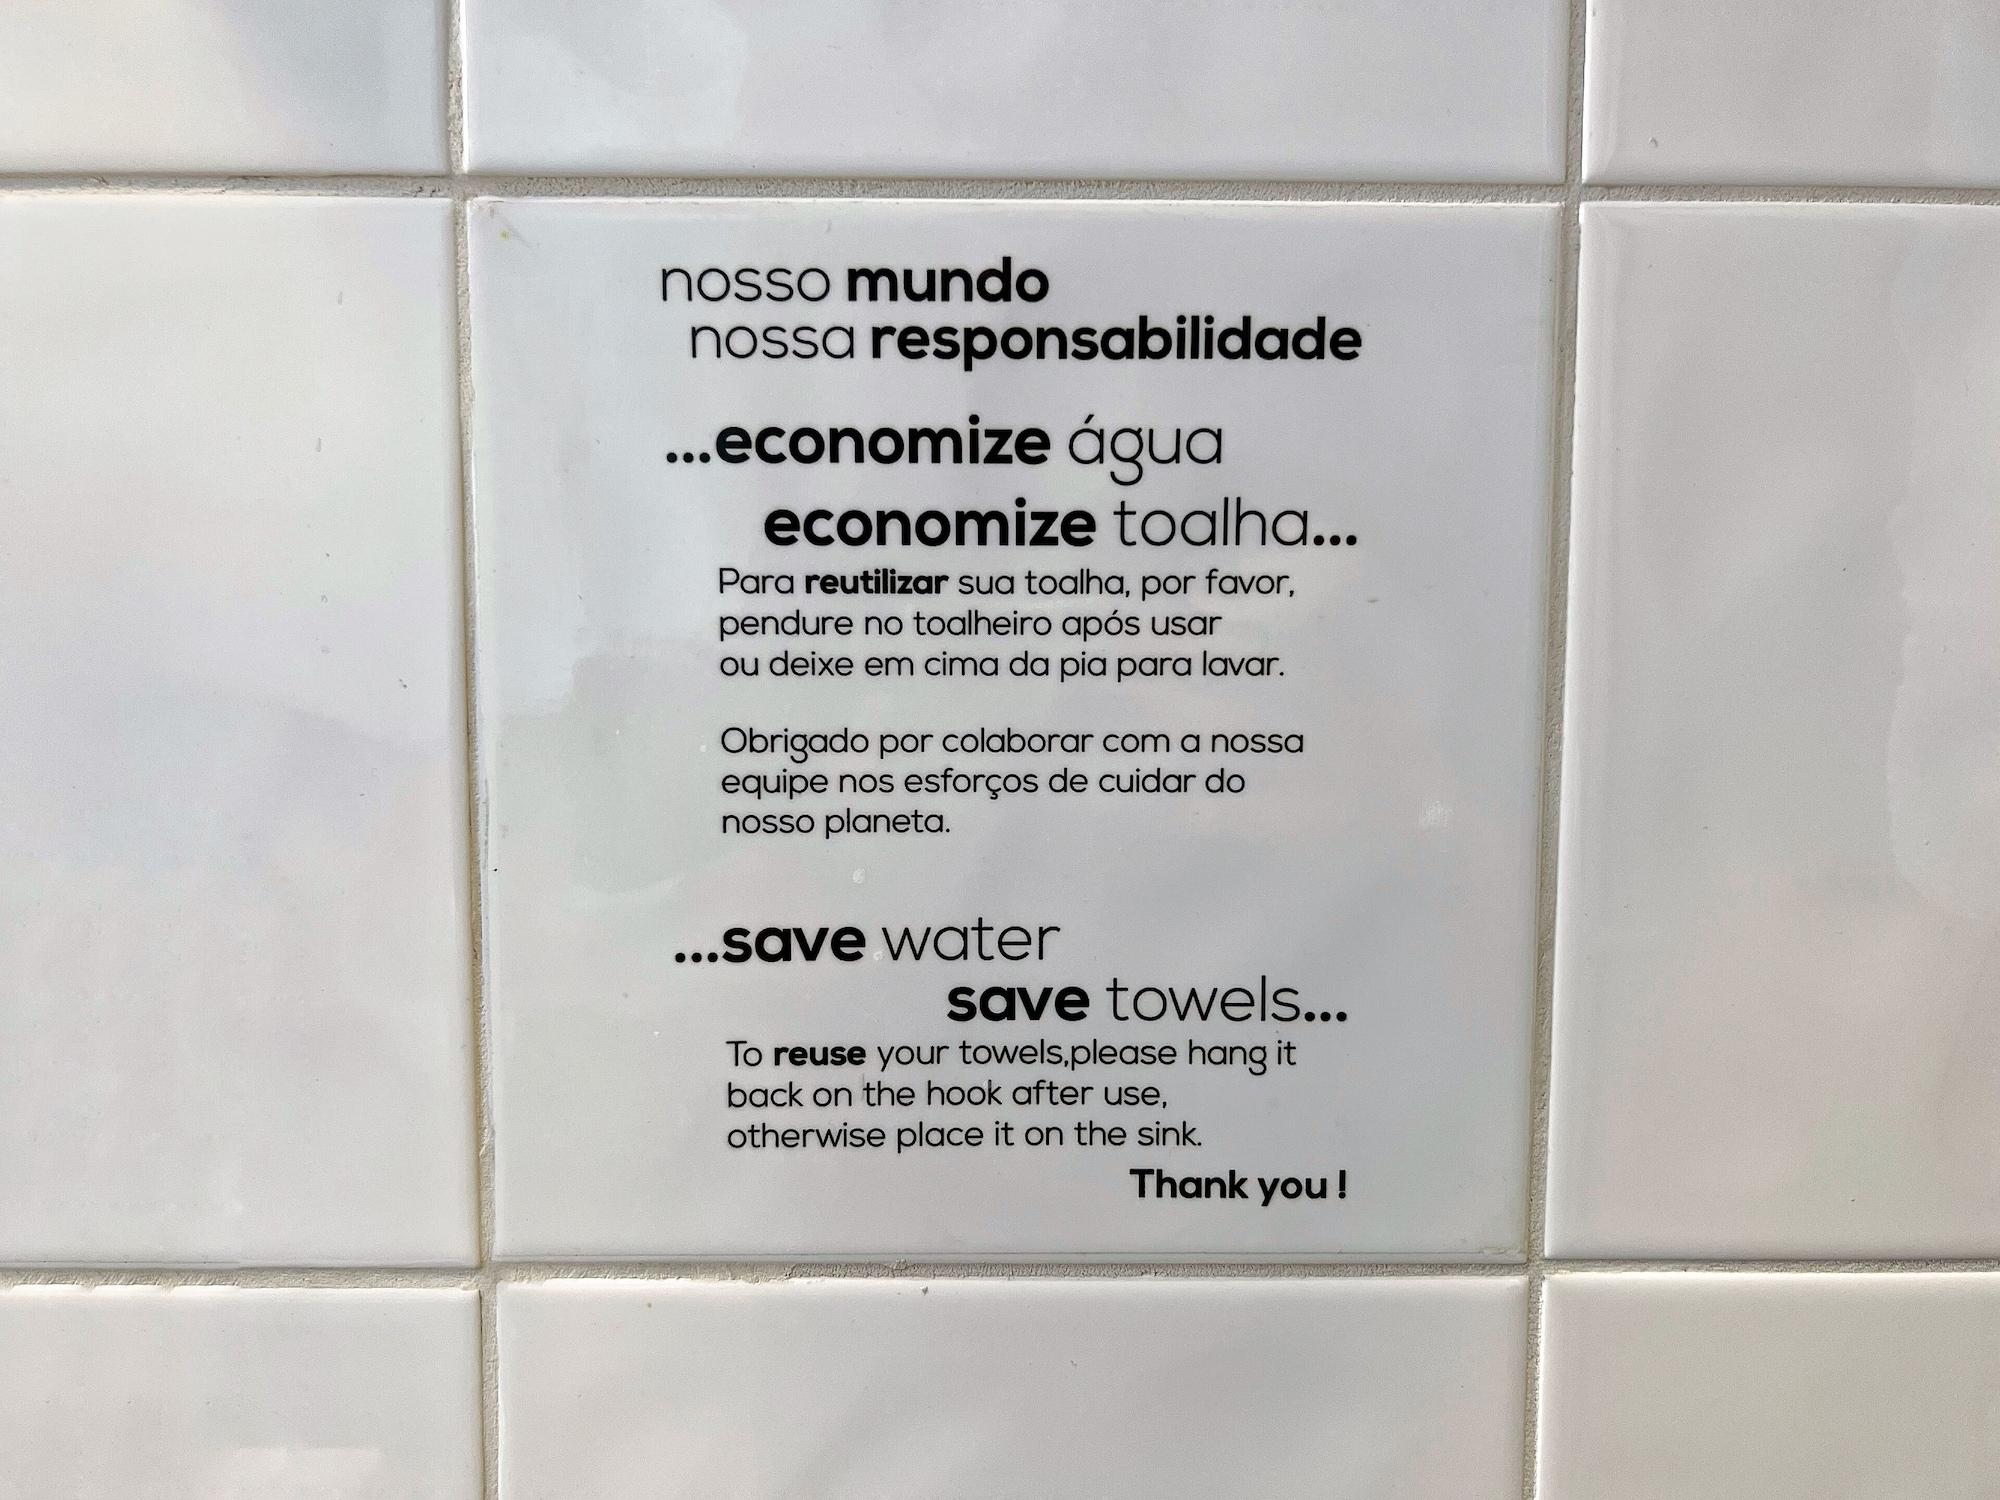 nosso mundo
nossa responsabilidade
...economize água
economize toalha...
Para reutilizar sua toalha, por favor,
pendure no toalheiro após usar
ou deixe em cima da pia para lavar.
Obrigado por colaborar com a nossa
equipe nos esforços de cuidar do
nosso planeta.
...save water
save towels...
To reuse your towels,please hang it
back on the hook after use,
otherwise place it on the sink.
Thank you !